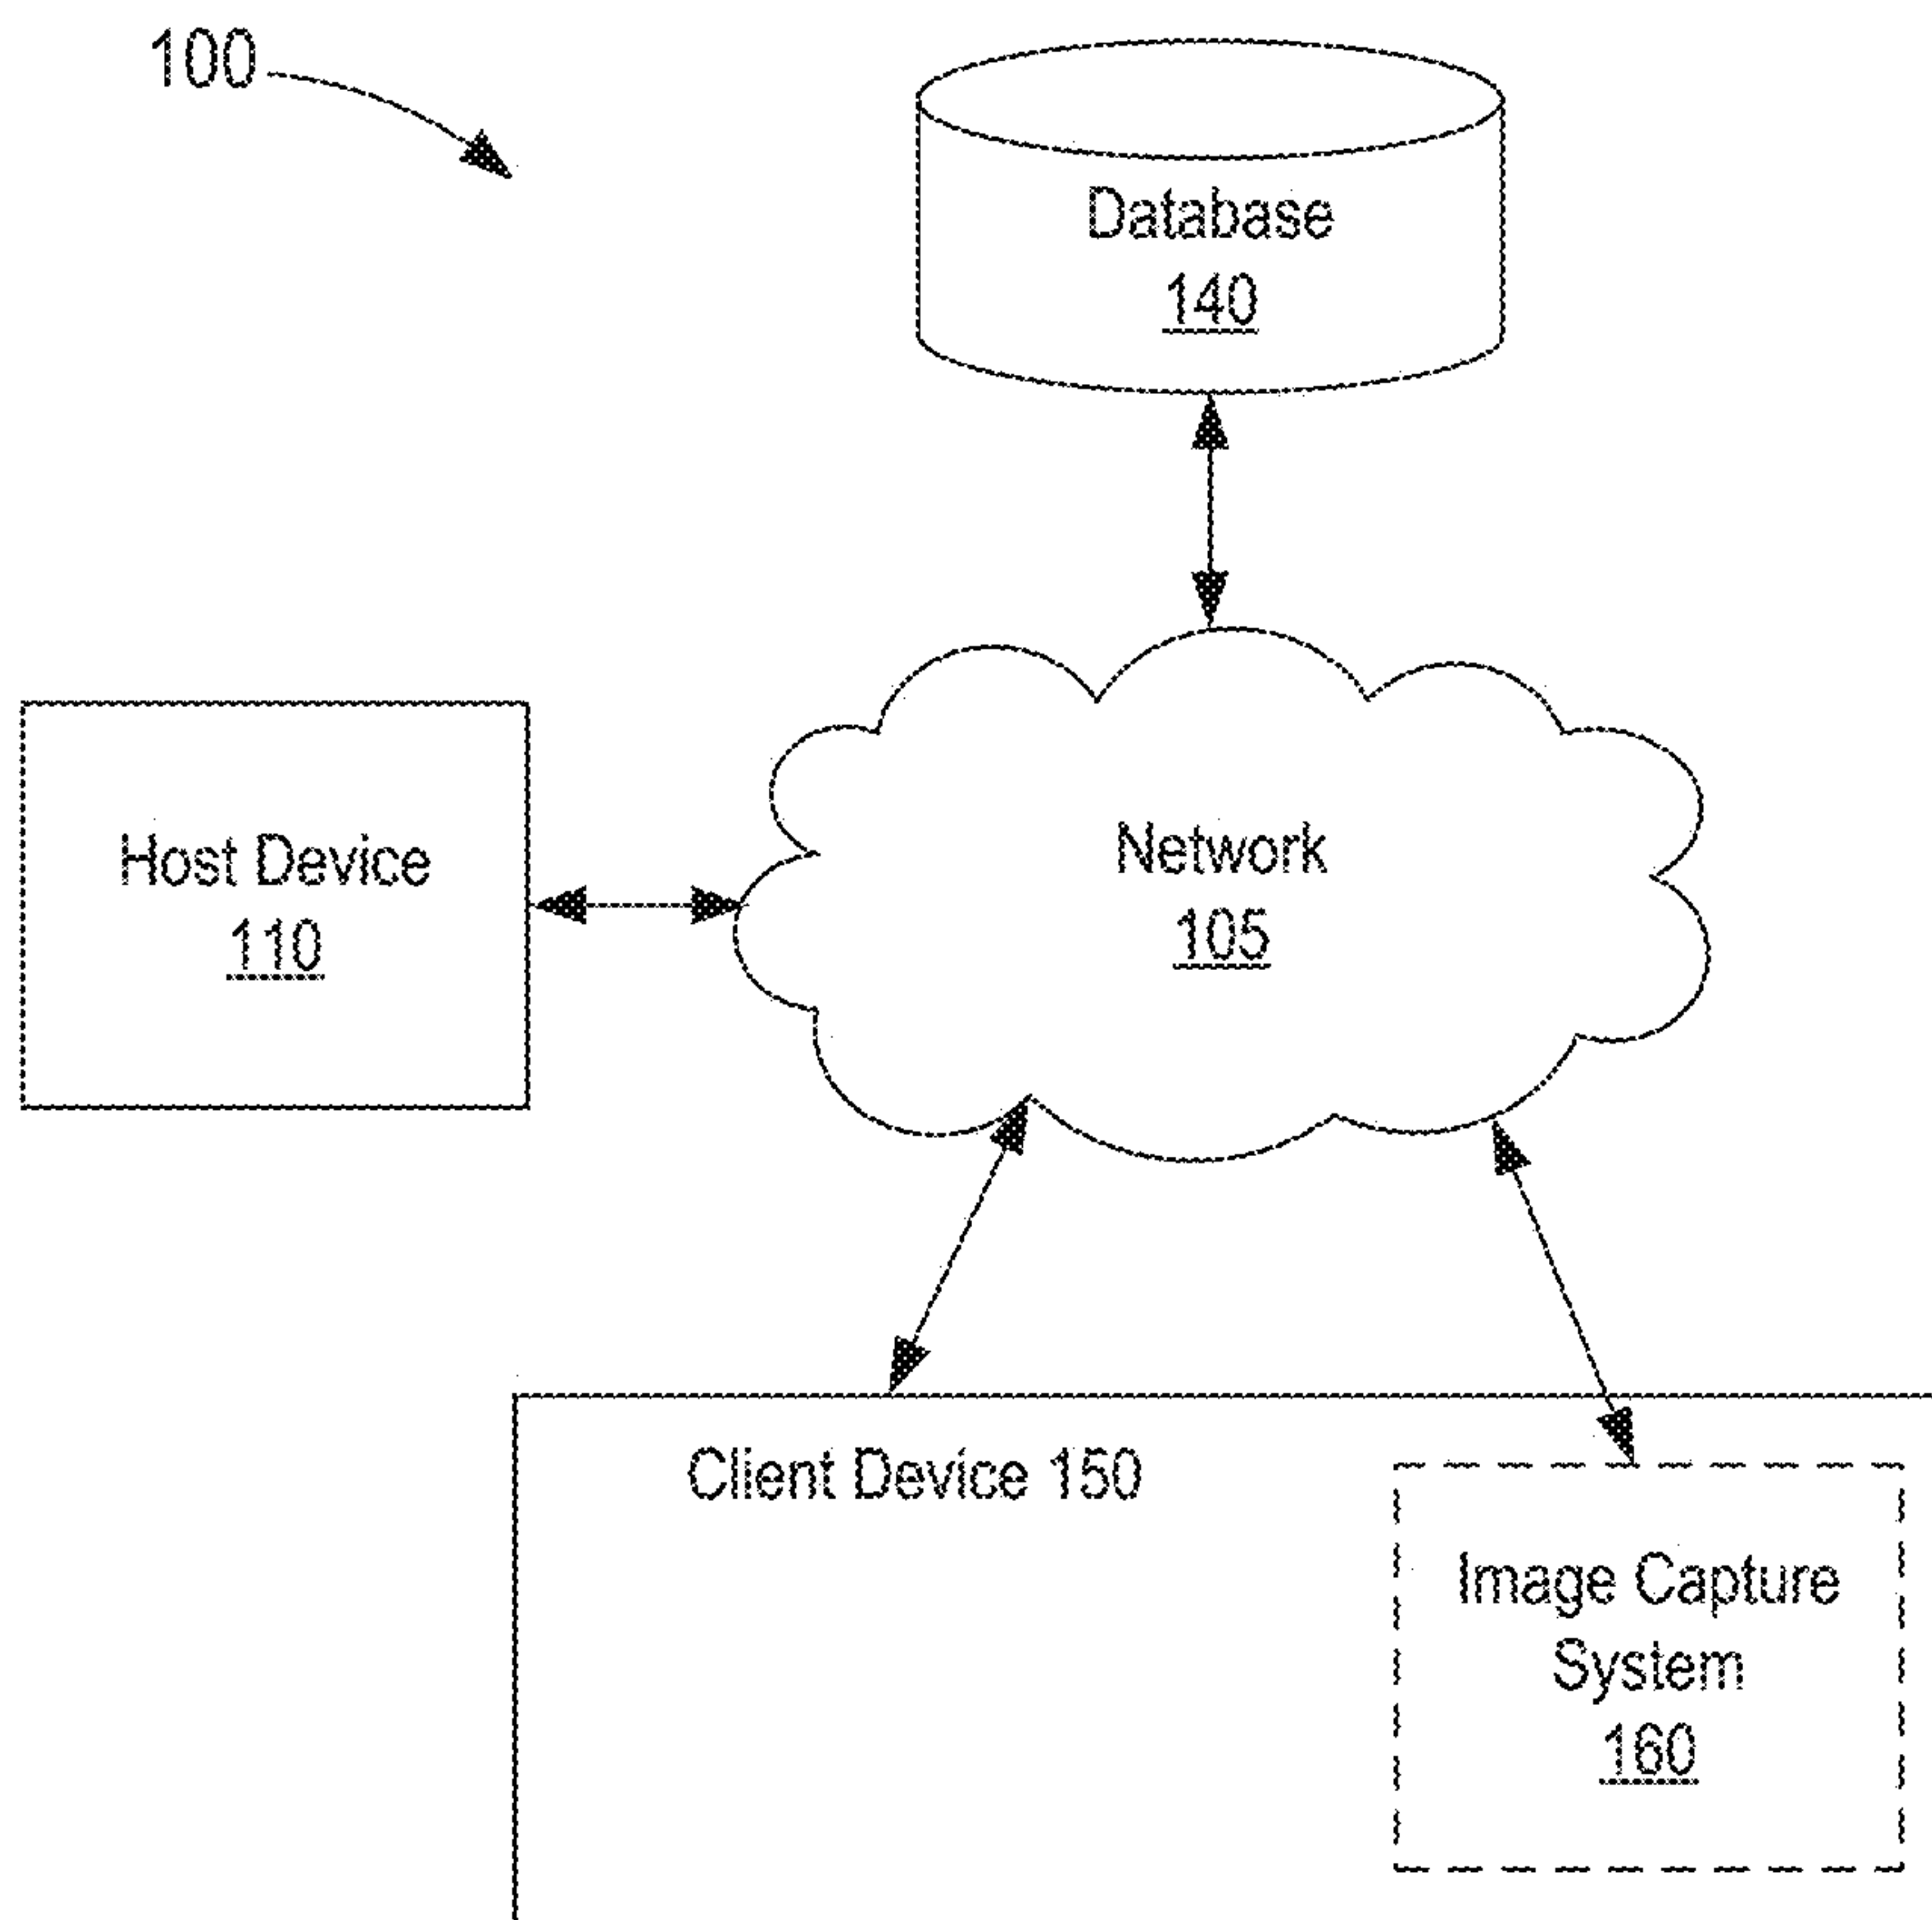 100
Database
140
Host Device
110
Network
105
Client Device 150
Image Capture
System
160